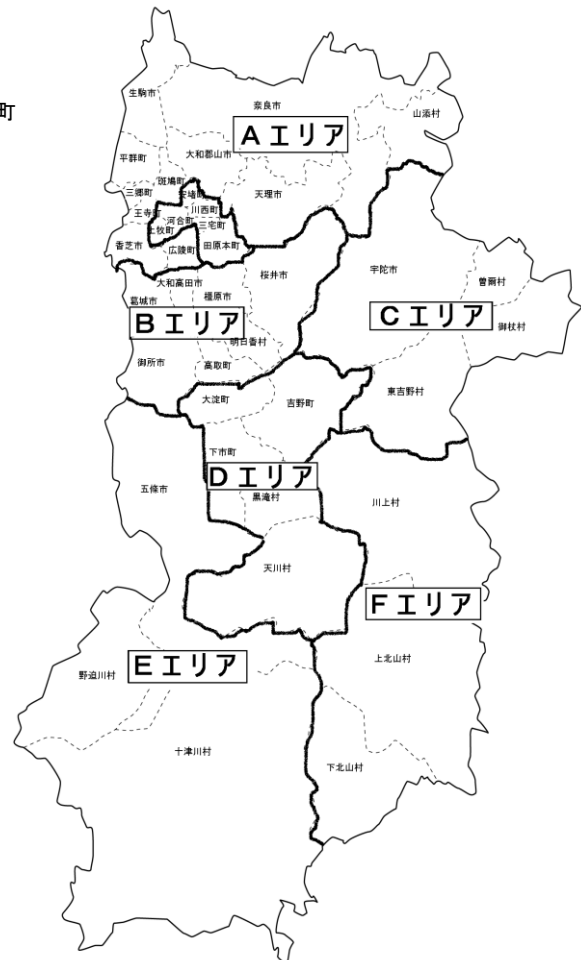 町
生駒市
奈良市
山添村
Aエリア
平群町
大和郡山市
斑鳩町
安堵町
天理市
三郷町
川西町
王寺町
河合町
三宅町
上牧町
香芝市
広陵町
田原本町
桜井市
宇陀市
曽爾村
大和高田市
葛城市
橿原市
Bエリア
Cエリア
御杖村
明日香村
御所市
高取町
東吉野村
大淀町
吉野町
下市町
Dエリア
五條市
黒滝村
川上村
天川村
Fエリア
Eエリア
上北山村
野迫川村
十津川村
下北山村